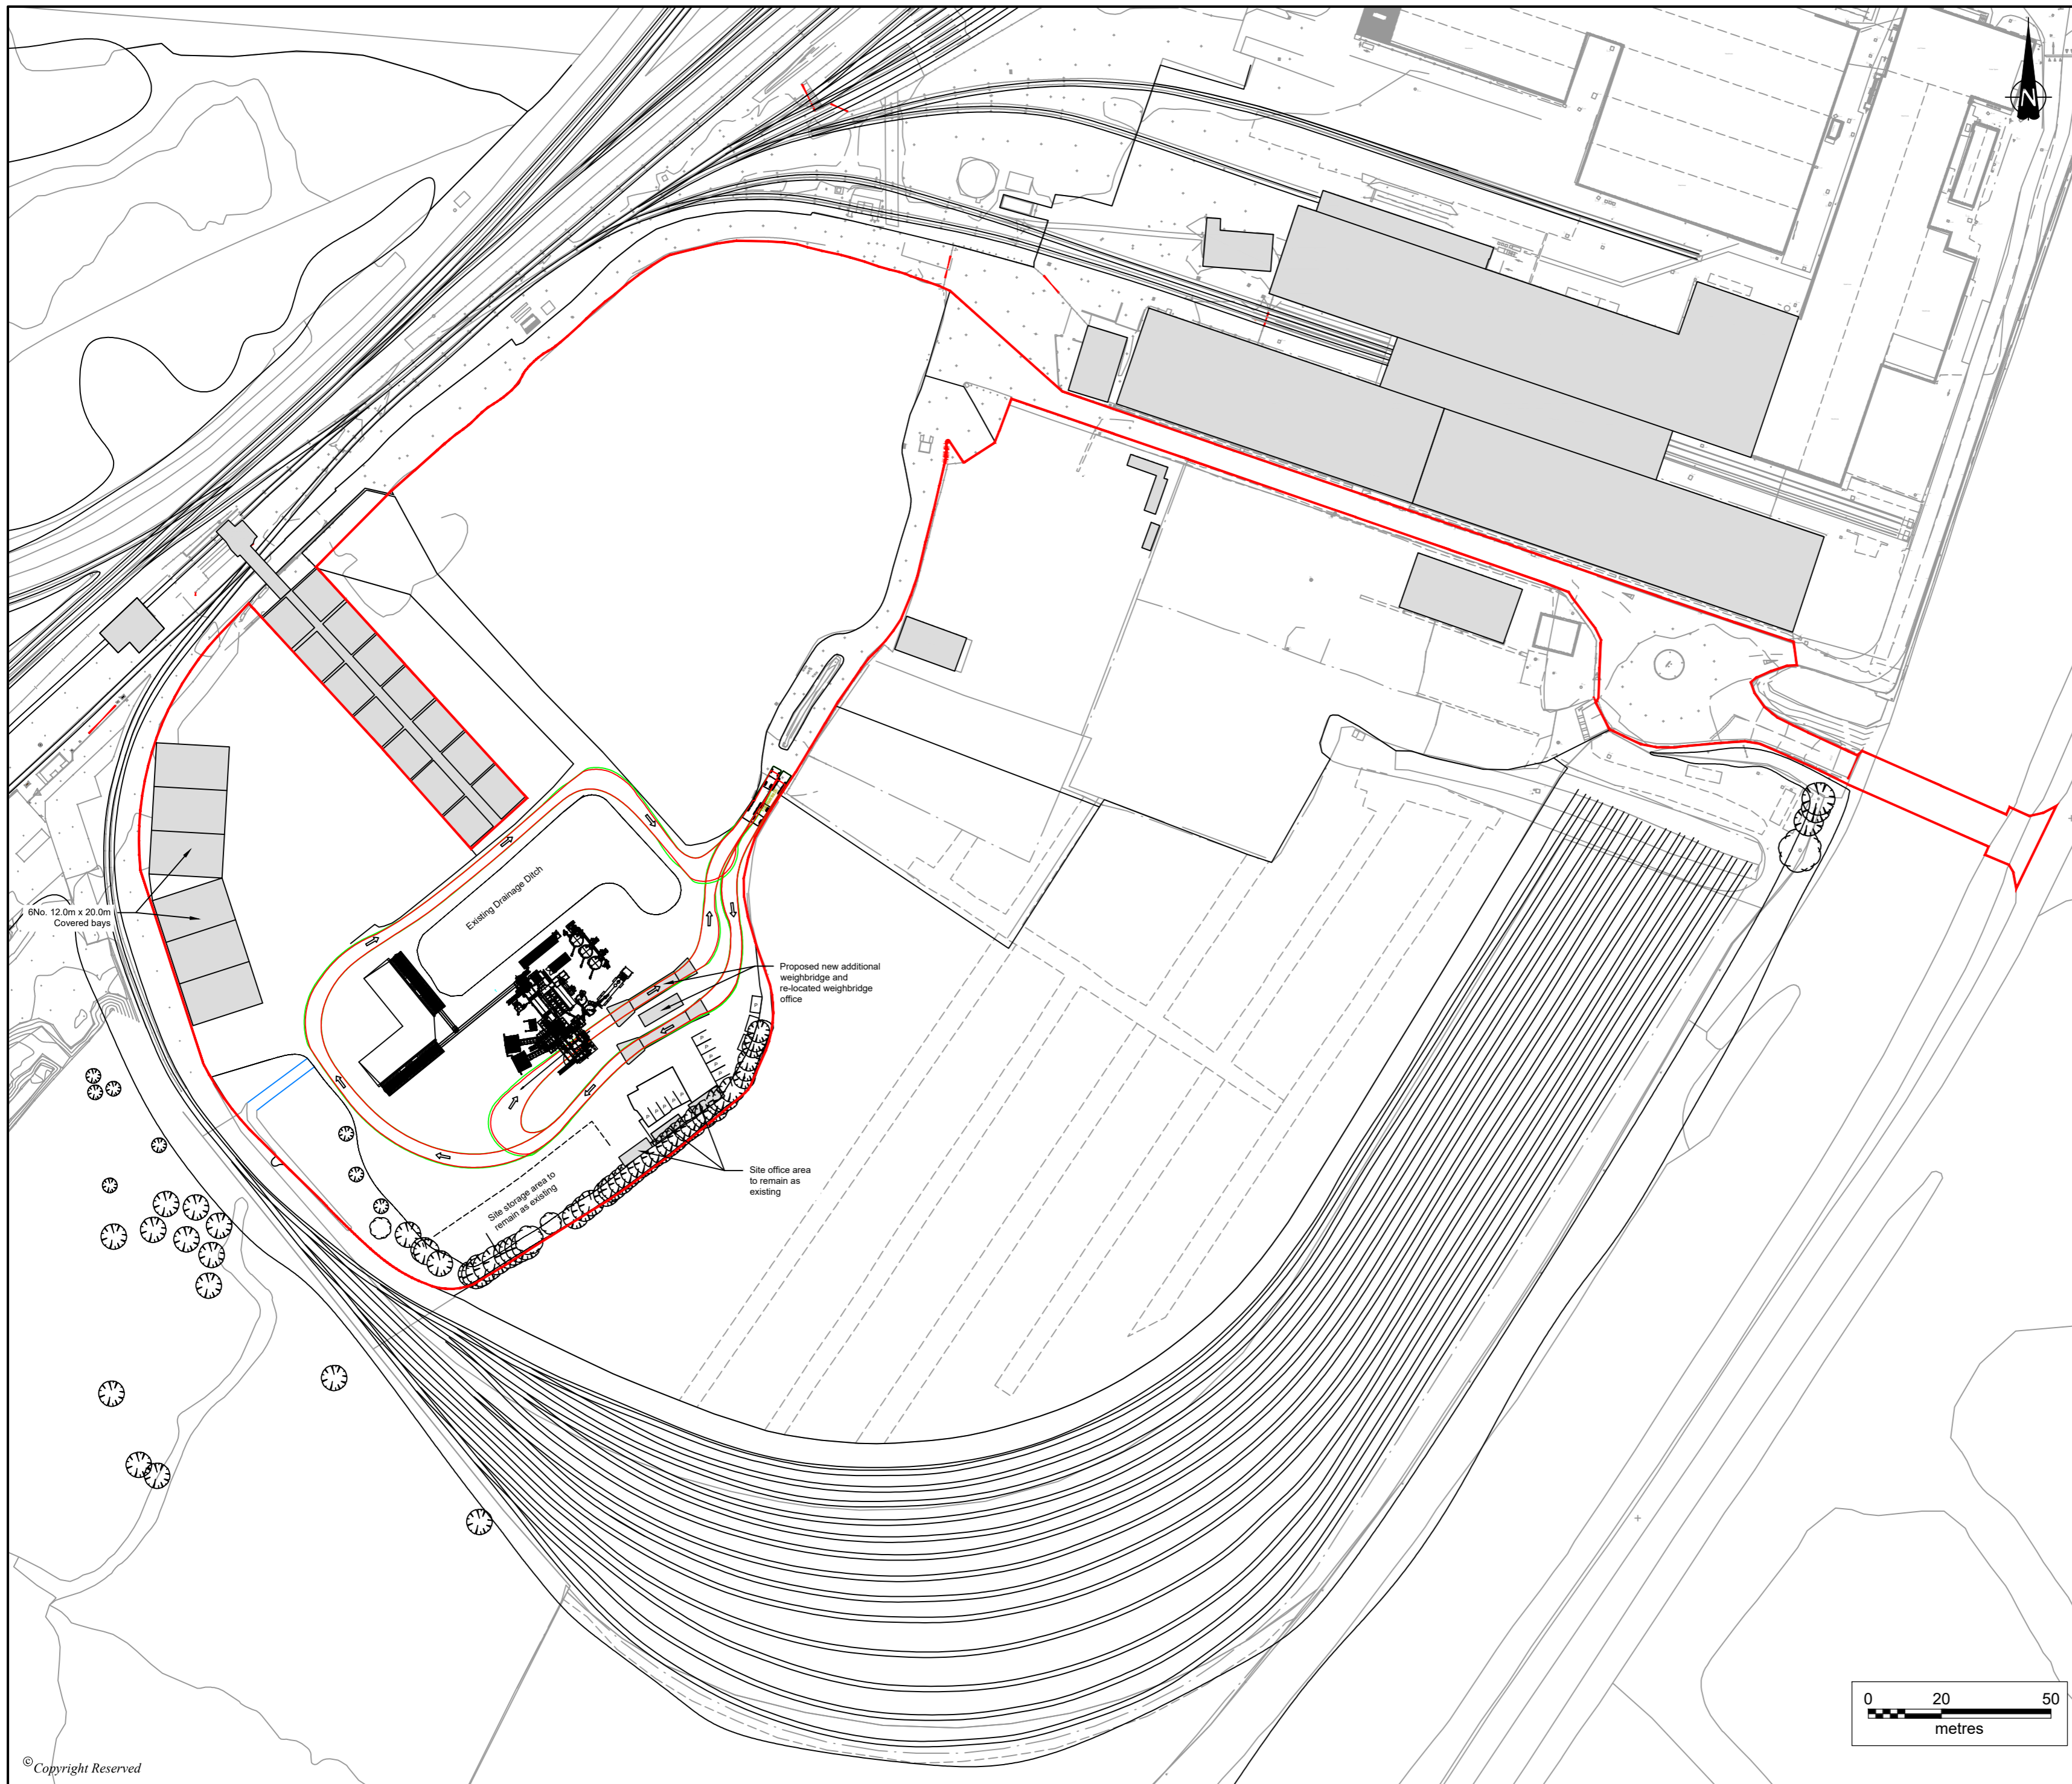 N
Existing Drainage Ditch
6No. 12.0m x 20.0m
Covered bays
Proposed new additional
weighbridge and
re-located weighbridge
office
Site office area
to remain as
existing
Site storage area to
remain as existing
0 20 50
metres
© Copyright Reserved